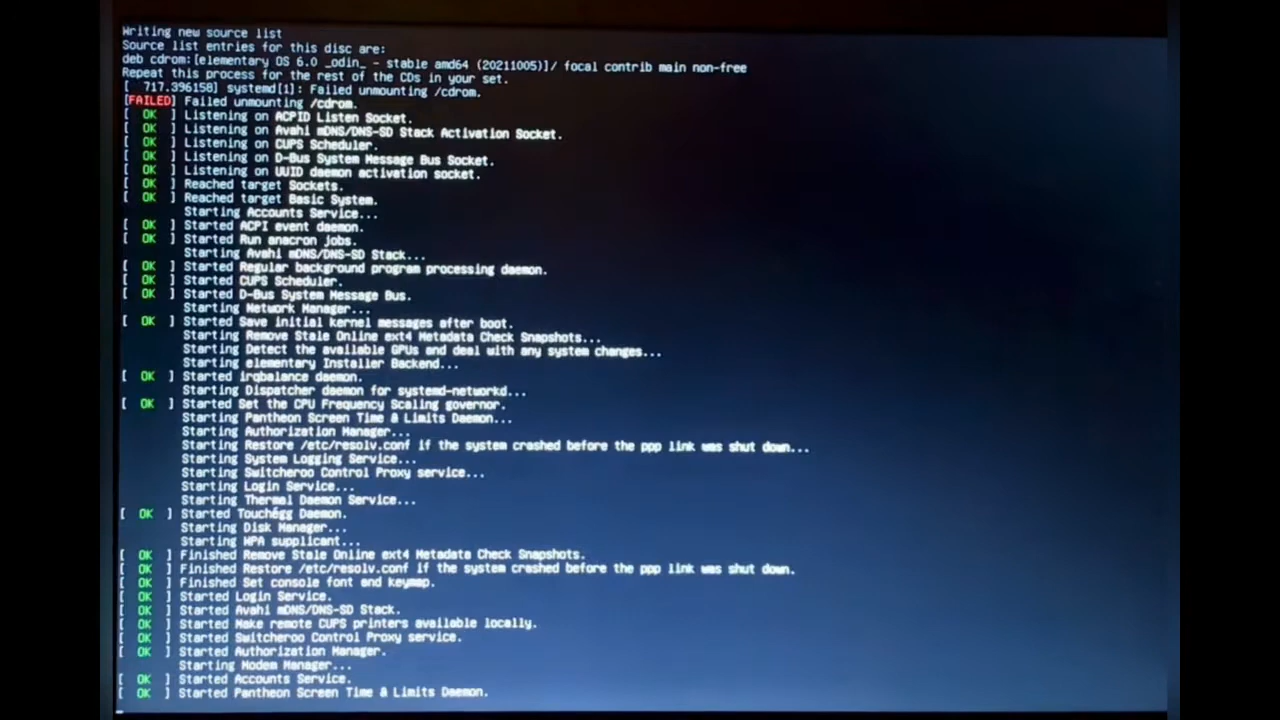 Writing new source list
Source list entries for this disc are:
deb cdrom:[elementary OS 6.0 _odin_ - stable amd64 (20211005)]/ focal contrib main non-free
Repeat this process for the rest of the CDs in your set.
[  717.396158] systemd[1]: Failed unmounting /cdrom.
[FAILED] Failed unmounting /cdrom.
[  OK  ] Listening on ACPID Listen Socket.
[  OK  ] Listening on Avahi mDNS/DNS-SD Stack Activation Socket.
[  OK  ] Listening on CUPS Scheduler.
[  OK  ] Listening on D-Bus System Message Bus Socket.
[  OK  ] Listening on UUID daemon activation socket.
[  OK  ] Reached target Sockets.
[  OK  ] Reached target Basic System.
Starting Accounts Service...
[  OK  ] Started ACPI event daemon.
[  OK  ] Started Run anacron jobs.
Starting Avahi mDNS/DNS-SD Stack...
[  OK  ] Started Regular background program processing daemon.
[  OK  ] Started CUPS Scheduler.
[  OK  ] Started D-Bus System Message Bus.
Starting Network Manager...
[  OK  ] Started Save initial kernel messages after boot.
Starting Remove Stale Online ext4 Metadata Check Snapshots...
Starting Detect the available GPUs and deal with any system changes...
Starting elementary Installer Backend...
[  OK  ] Started irqbalance daemon.
Starting Dispatcher daemon for systemd-networkd...
[  OK  ] Started Set the CPU Frequency Scaling governor.
Starting Pantheon Screen Time & Limits Daemon...
Starting Authorization Manager...
Starting Restore /etc/resolv.conf if the system crashed before the ppp link was shut down...
Starting System Logging Service...
Starting Switcheroo Control Proxy service...
Starting Login Service...
Starting Thermal Daemon Service...
[  OK  ] Started Touchégg Daemon.
Starting Disk Manager...
Starting WPA supplicant...
[  OK  ] Finished Remove Stale Online ext4 Metadata Check Snapshots.
[  OK  ] Finished Restore /etc/resolv.conf if the system crashed before the ppp link was shut down.
[  OK  ] Finished Set console font and keymap.
[  OK  ] Started Login Service.
[  OK  ] Started Avahi mDNS/DNS-SD Stack.
[  OK  ] Started Make remote CUPS printers available locally.
[  OK  ] Started Switcheroo Control Proxy service.
[  OK  ] Started Authorization Manager.
Starting Modem Manager...
[  OK  ] Started Accounts Service.
[  OK  ] Started Pantheon Screen Time & Limits Daemon.